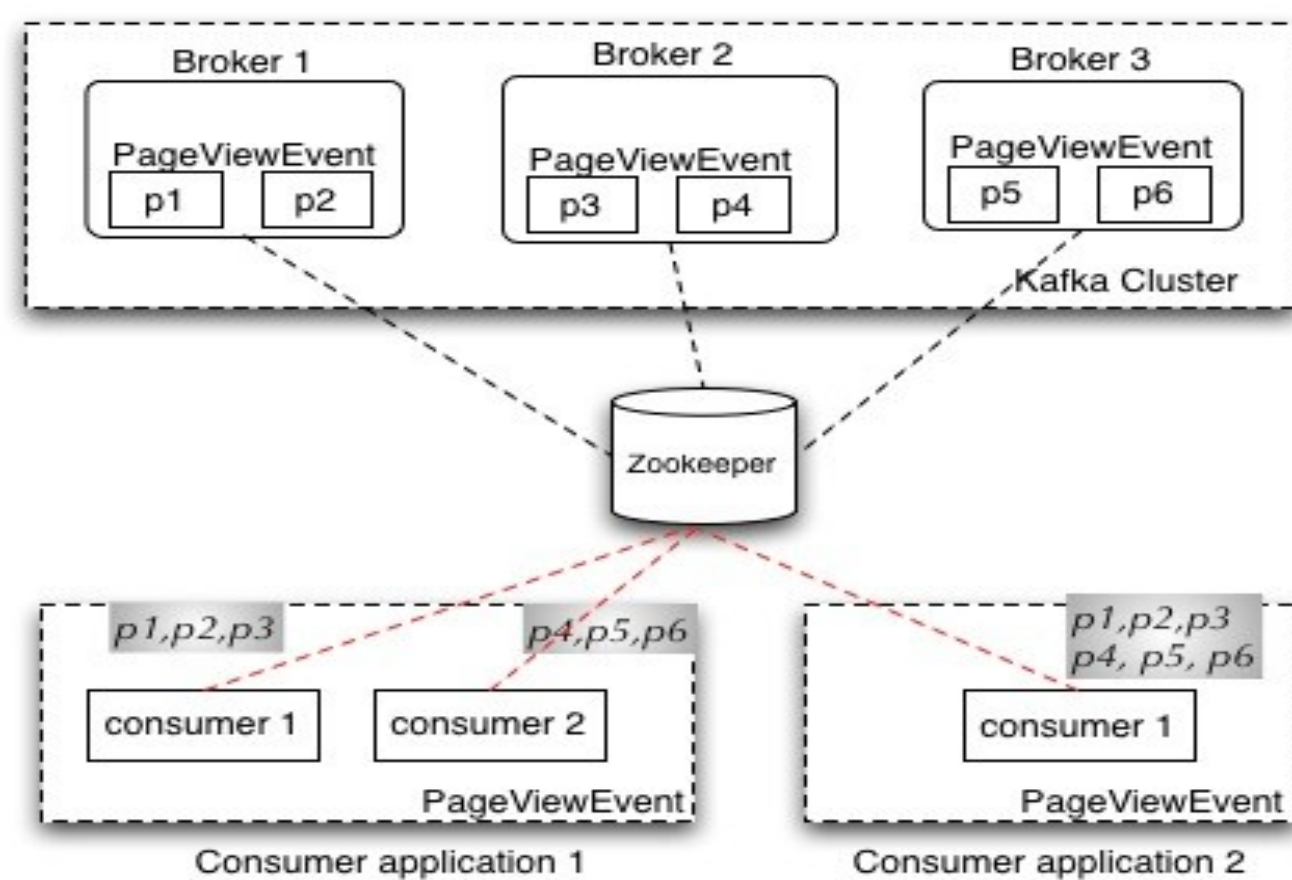 Broker 1
Broker 2
Broker 3
PageViewEvent
p1
p2
PageViewEvent
p3
p4
PageViewEvent
p5
p6
Kafka Cluster
Zookeeper
p1,p2,p3
p4,p5,p6
p1,p2,p3
p4, p5, p6
consumer 1
consumer 2
consumer 1
PageViewEvent
PageViewEvent
Consumer application 1
Consumer application 2